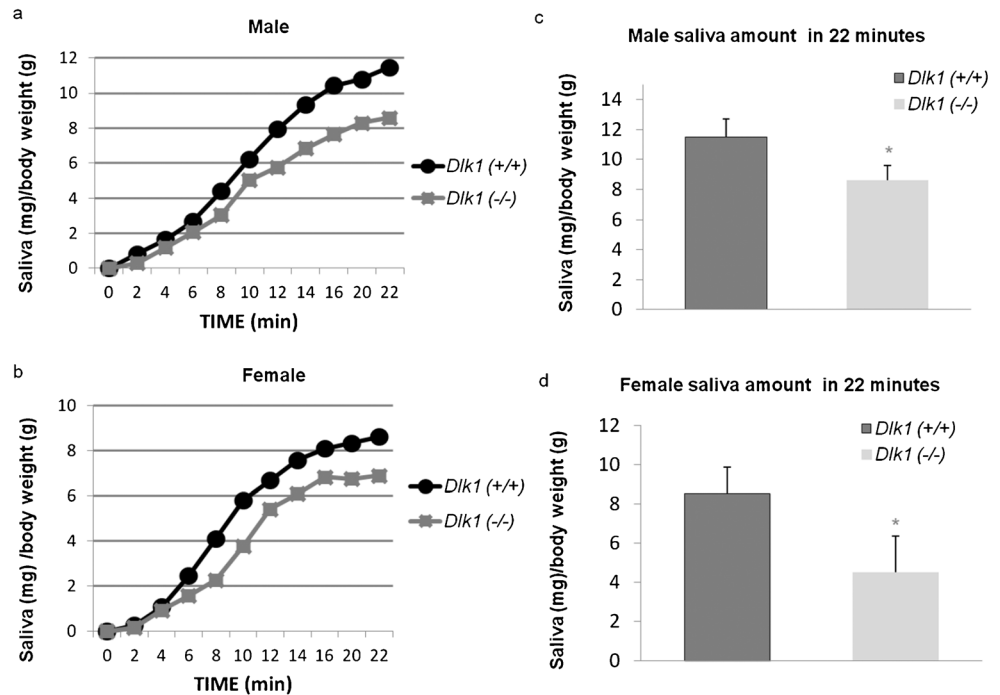 a
Male
Saliva (mg)/body weight (g)
12
10
8
6
4
2
0
0 2 4 6 8 10 12 14 16 20 22
TIME (min)
Dlk1 (+/+)
Dlk1 (-/-)
b
Female
Saliva (mg) /body weight (g)
10
8
6
4
2
0
0 2 4 6 8 10 12 14 16 20 22
TIME (min)
Dlk1 (+/+)
Dlk1 (-/-)
c
Male saliva amount in 22 minutes
Saliva (mg)/body weight (g)
14
12
10
8
6
4
2
0
Dlk1 (+/+)
Dlk1 (-/-)
*
d
Female saliva amount in 22 minutes
Saliva (mg)/body weight (g)
12
10
8
6
4
2
0
Dlk1 (+/+)
Dlk1 (-/-)
*